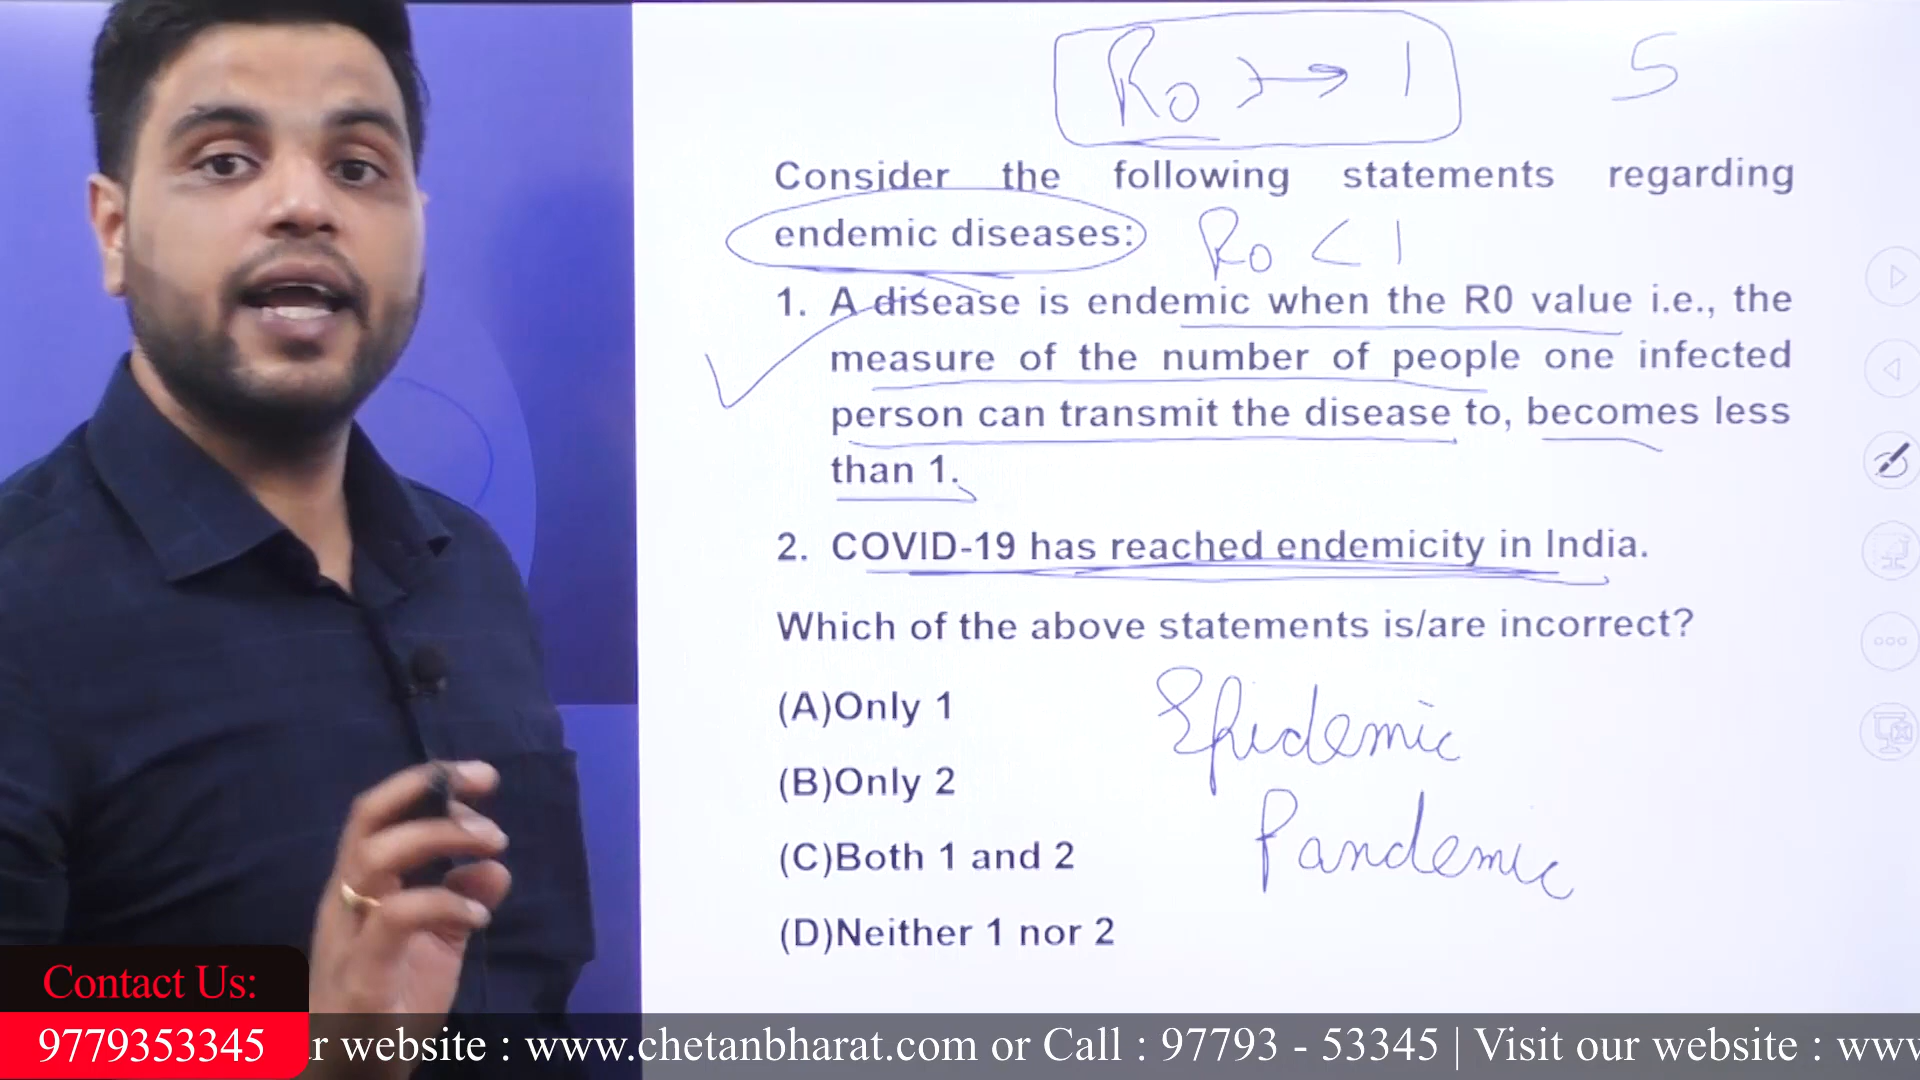 R0 > → 1 5
Consider the following statements regarding
endemic diseases: R0 < 1
1. A disease is endemic when the R0 value i.e., the
measure of the number of people one infected
person can transmit the disease to, becomes less
than 1.
2. COVID-19 has reached endemicity in India.
Which of the above statements is/are incorrect?
(A)Only 1
Epidemic
(B)Only 2
Pandemic
(C)Both 1 and 2
(D)Neither 1 nor 2
Contact Us:
9779353345
r website : www.chetanbharat.com or Call : 97793 - 53345 | Visit our website : www